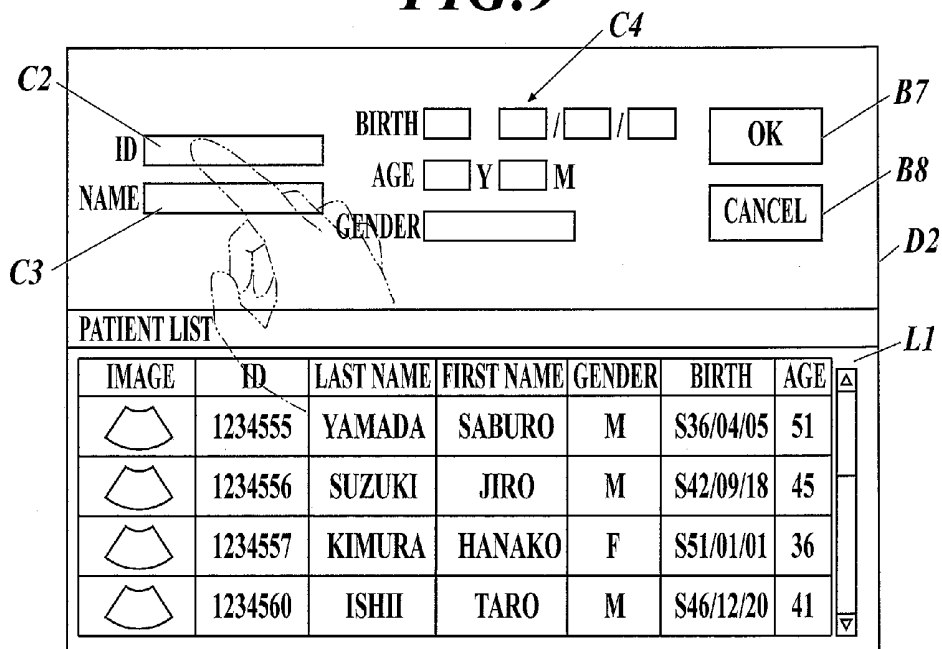 FIG.9
C4
C2
B7
BIRTH / /
OK
ID
AGE Y M
B8
NAME
CANCEL
GENDER
D2
C3
PATIENT LIST
L1
IMAGE ID LAST NAME FIRST NAME GENDER BIRTH AGE
1234555 YAMADA SABURO M S36/04/05 51
1234556 SUZUKI JIRO M S42/09/18 45
1234557 KIMURA HANAKO F S51/01/01 36
1234560 ISHII TARO M S46/12/20 41